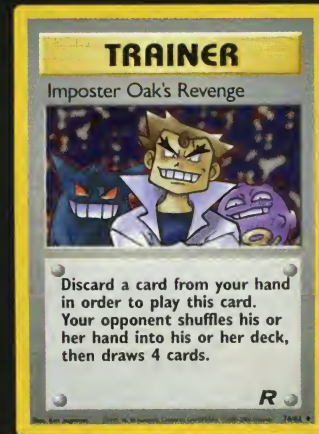 TRAINER
Imposter Oak's Revenge
Discard a card from your hand
in order to play this card.
Your opponent shuffles his or
her hand into his or her deck,
then draws 4 cards.
R